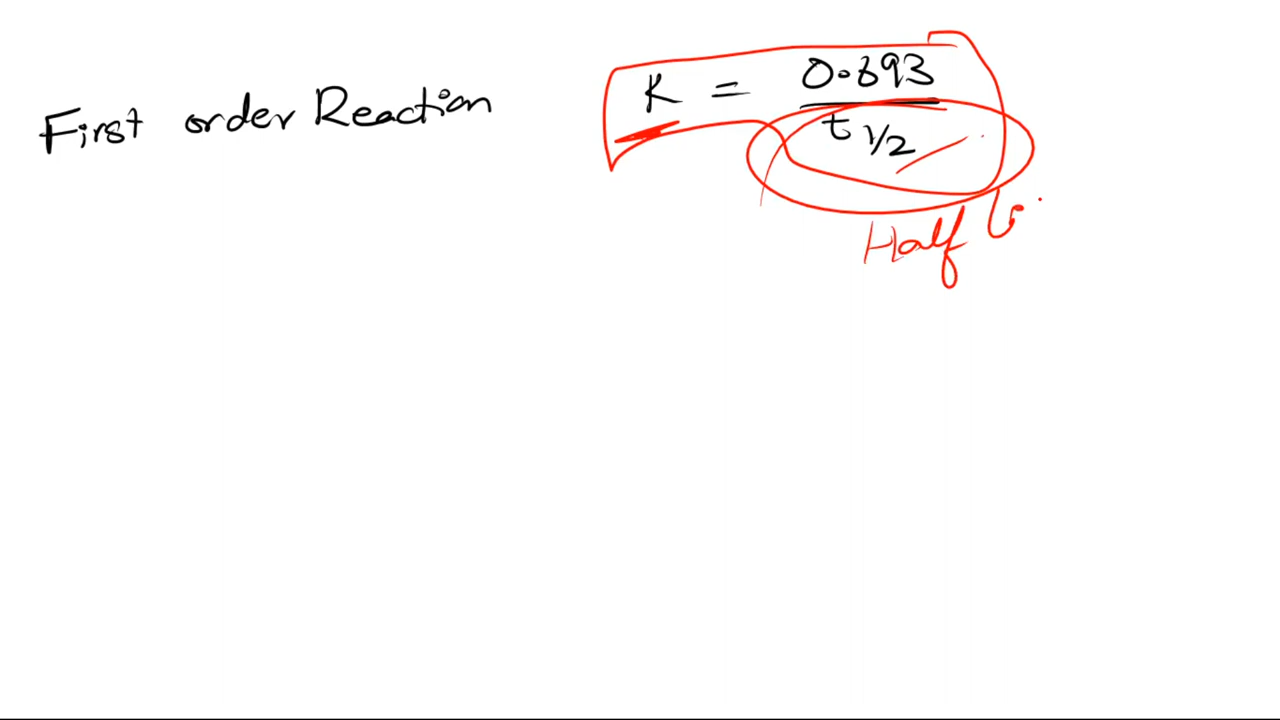 First order Reaction
K = 0.693
t 1/2
Half